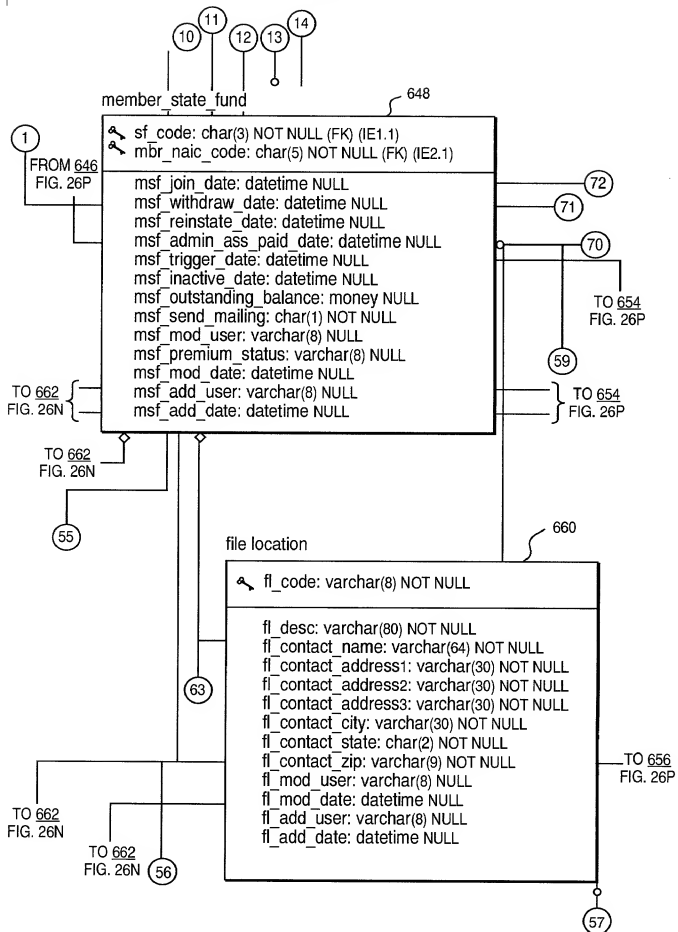 10
11
12
13
14
member_state_fund
648
1
sf_code: char(3) NOT NULL (FK) (IE1.1)
mbr_naic_code: char(5) NOT NULL (FK) (IE2.1)
FROM 646
FIG. 26P
msf_join_date: datetime NULL
msf_withdraw_date: datetime NULL
msf_reinstate_date: datetime NULL
msf_admin_ass_paid_date: datetime NULL
msf_trigger_date: datetime NULL
msf_inactive_date: datetime NULL
msf_outstanding_balance: money NULL
msf_send_mailing: char(1) NOT NULL
msf_mod_user: varchar(8) NULL
msf_premium_status: varchar(8) NULL
msf_mod_date: datetime NULL
msf_add_user: varchar(8) NULL
msf_add_date: datetime NULL
72
71
70
TO 654
FIG. 26P
59
TO 662
FIG. 26N
TO 654
FIG. 26P
TO 662
FIG. 26N
55
file location
660
fl_code: varchar(8) NOT NULL
fl_desc: varchar(80) NOT NULL
fl_contact_name: varchar(64) NOT NULL
fl_contact_address1: varchar(30) NOT NULL
fl_contact_address2: varchar(30) NOT NULL
fl_contact_address3: varchar(30) NOT NULL
fl_contact_city: varchar(30) NOT NULL
fl_contact_state: char(2) NOT NULL
fl_contact_zip: varchar(9) NOT NULL
fl_mod_user: varchar(8) NULL
fl_mod_date: datetime NULL
fl_add_user: varchar(8) NULL
fl_add_date: datetime NULL
63
TO 656
FIG. 26P
TO 662
FIG. 26N
TO 662
FIG. 26N
56
57